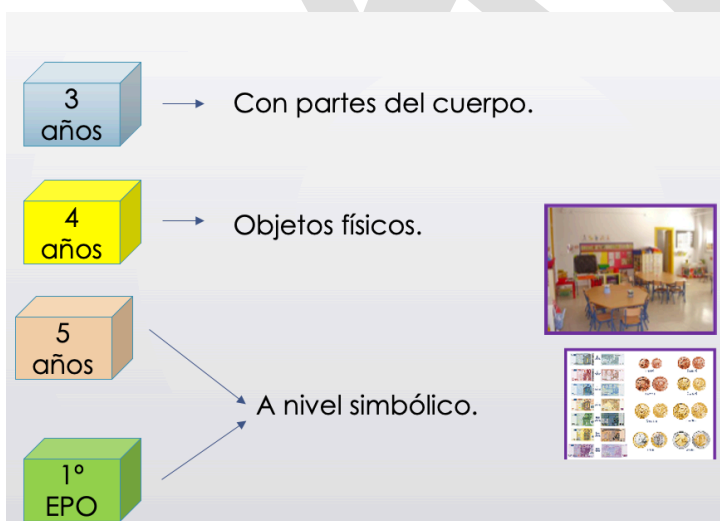 3
años
Con partes del cuerpo.
4
años
Objetos físicos.
5
años
A nivel simbólico.
1º
EPO